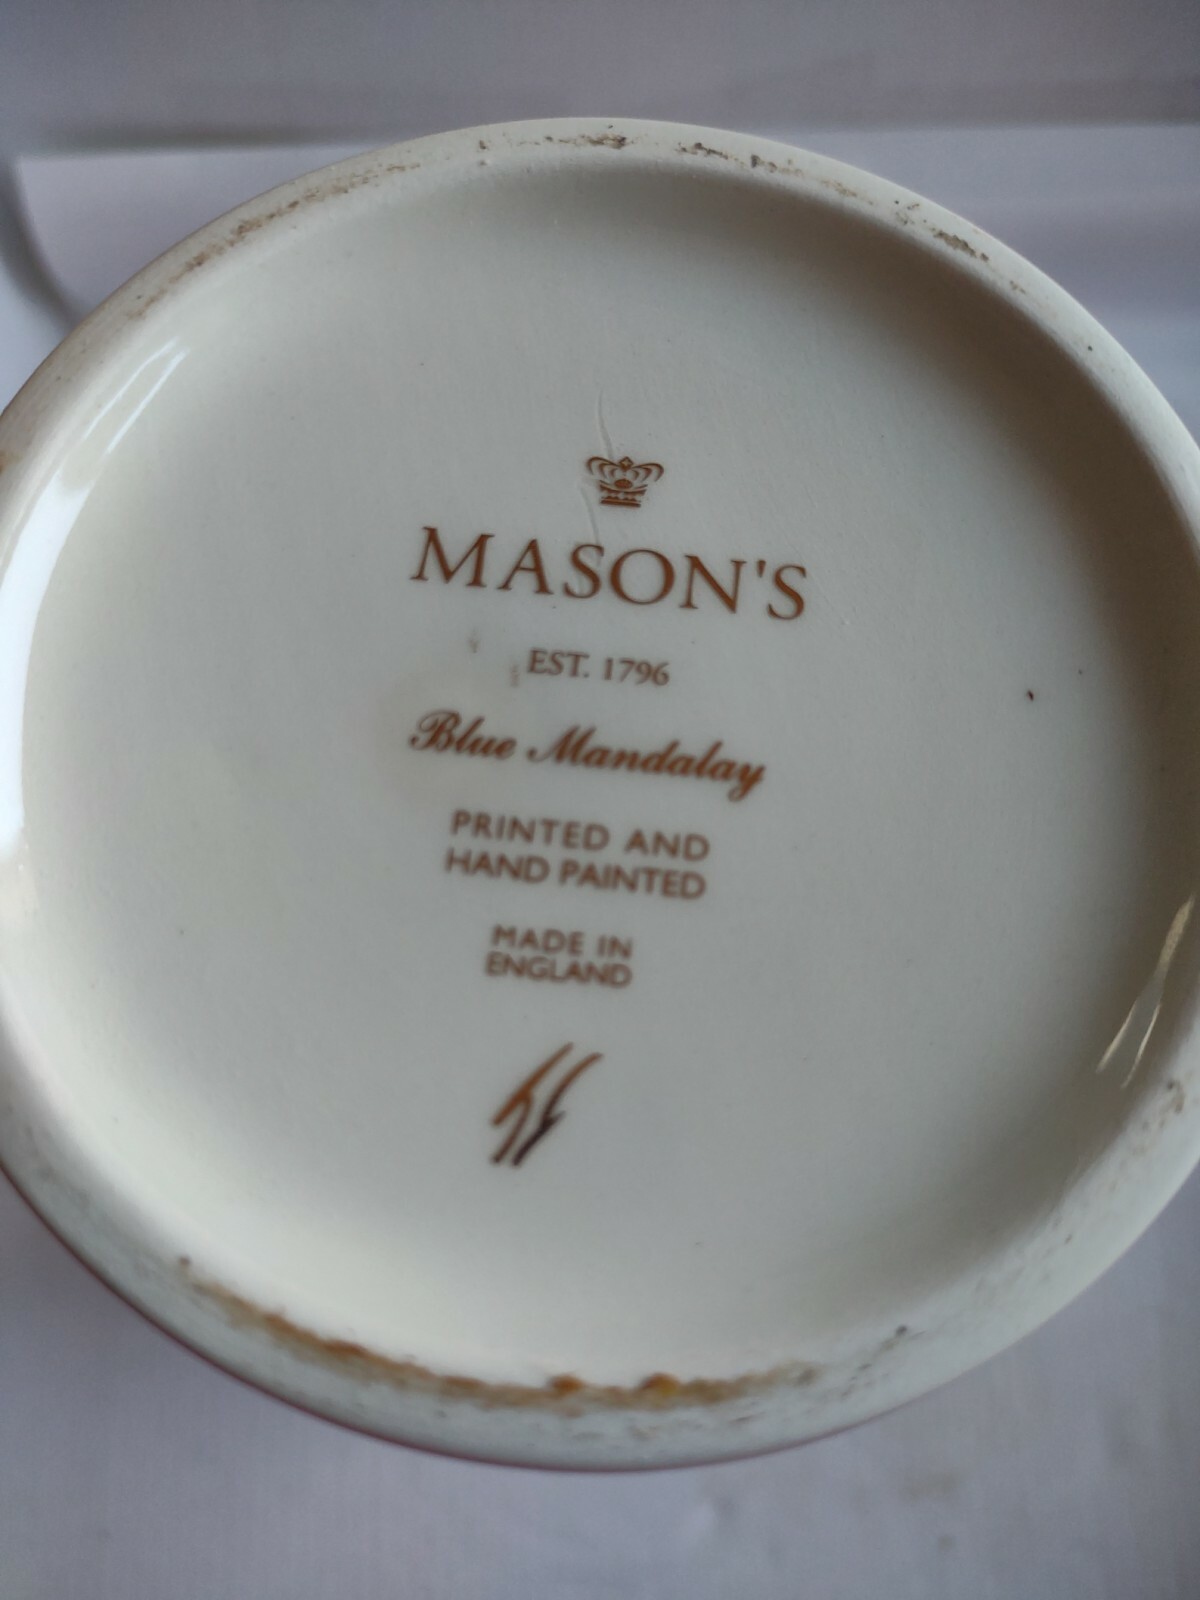 MASON'S
EST. 1796
Blue Mandalay
PRINTED AND
HAND PAINTED
MADE IN
ENGLAND